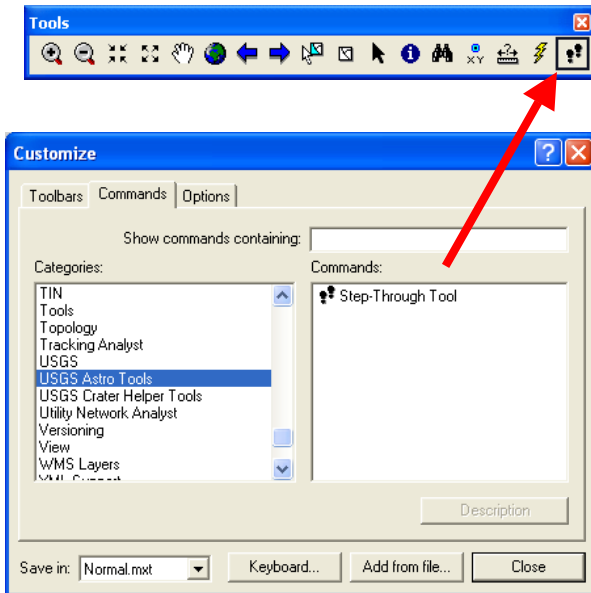 Tools
XY
Customize
Toolbars Commands Options
Show commands containing:
Categories: Commands:
TIN
Step-Through Tool
Tools
Topology
Tracking Analyst
USGS
USGS Astro Tools
USGS Crater Helper Tools
Utility Network Analyst
Versioning
View
WMS Layers
Description
Save in: Normal.mxt Keyboard... Add from file... Close